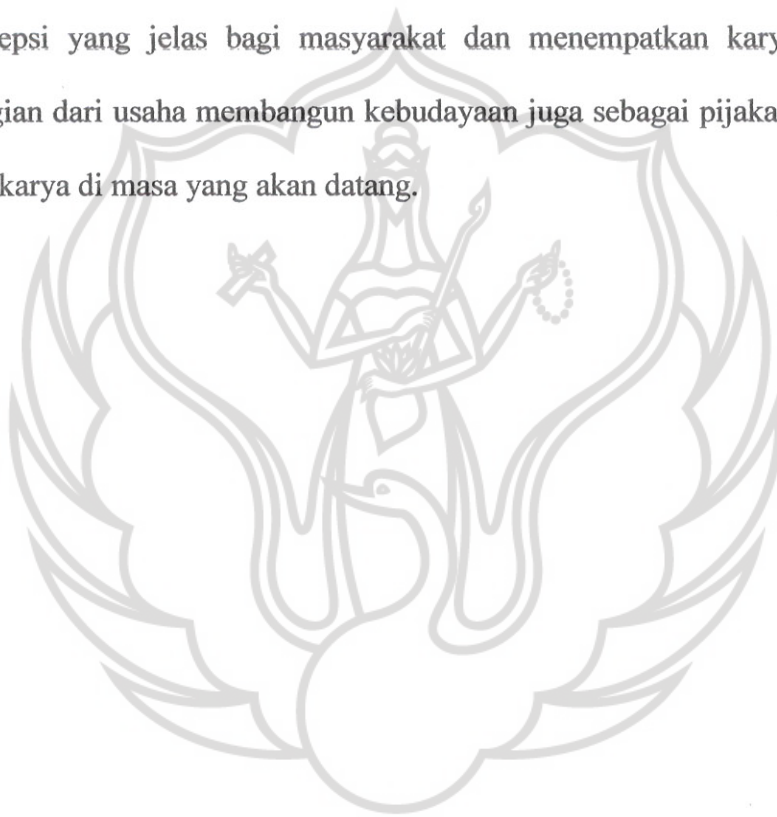 epsi yang jelas bagi masyarakat dan menempatkan kary
gian dari usaha membangun kebudayaan juga sebagai pijaka
karya di masa yang akan datang.